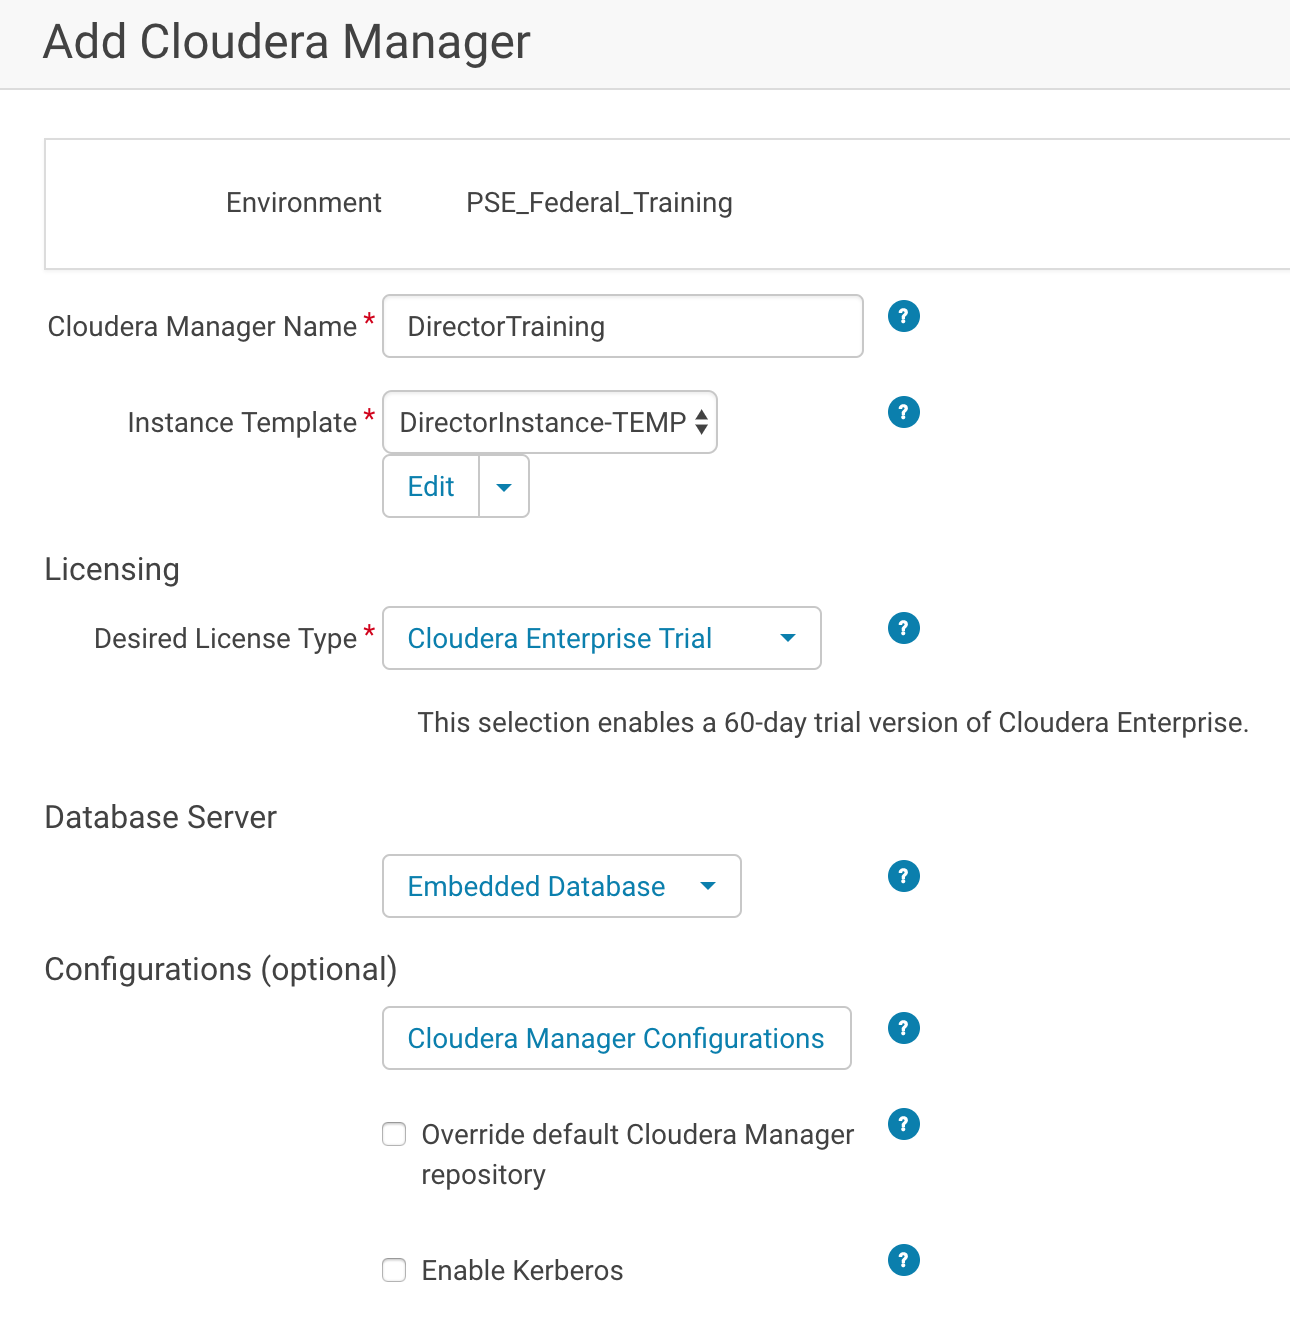 Add Cloudera Manager
Environment PSE_Federal_Training
Cloudera Manager Name * DirectorTraining ?
Instance Template * DirectorInstance-TEMP ?
Edit
Licensing
Desired License Type * Cloudera Enterprise Trial ?
This selection enables a 60-day trial version of Cloudera Enterprise.
Database Server
Embedded Database ?
Configurations (optional)
Cloudera Manager Configurations ?
Override default Cloudera Manager ?
repository
Enable Kerberos ?